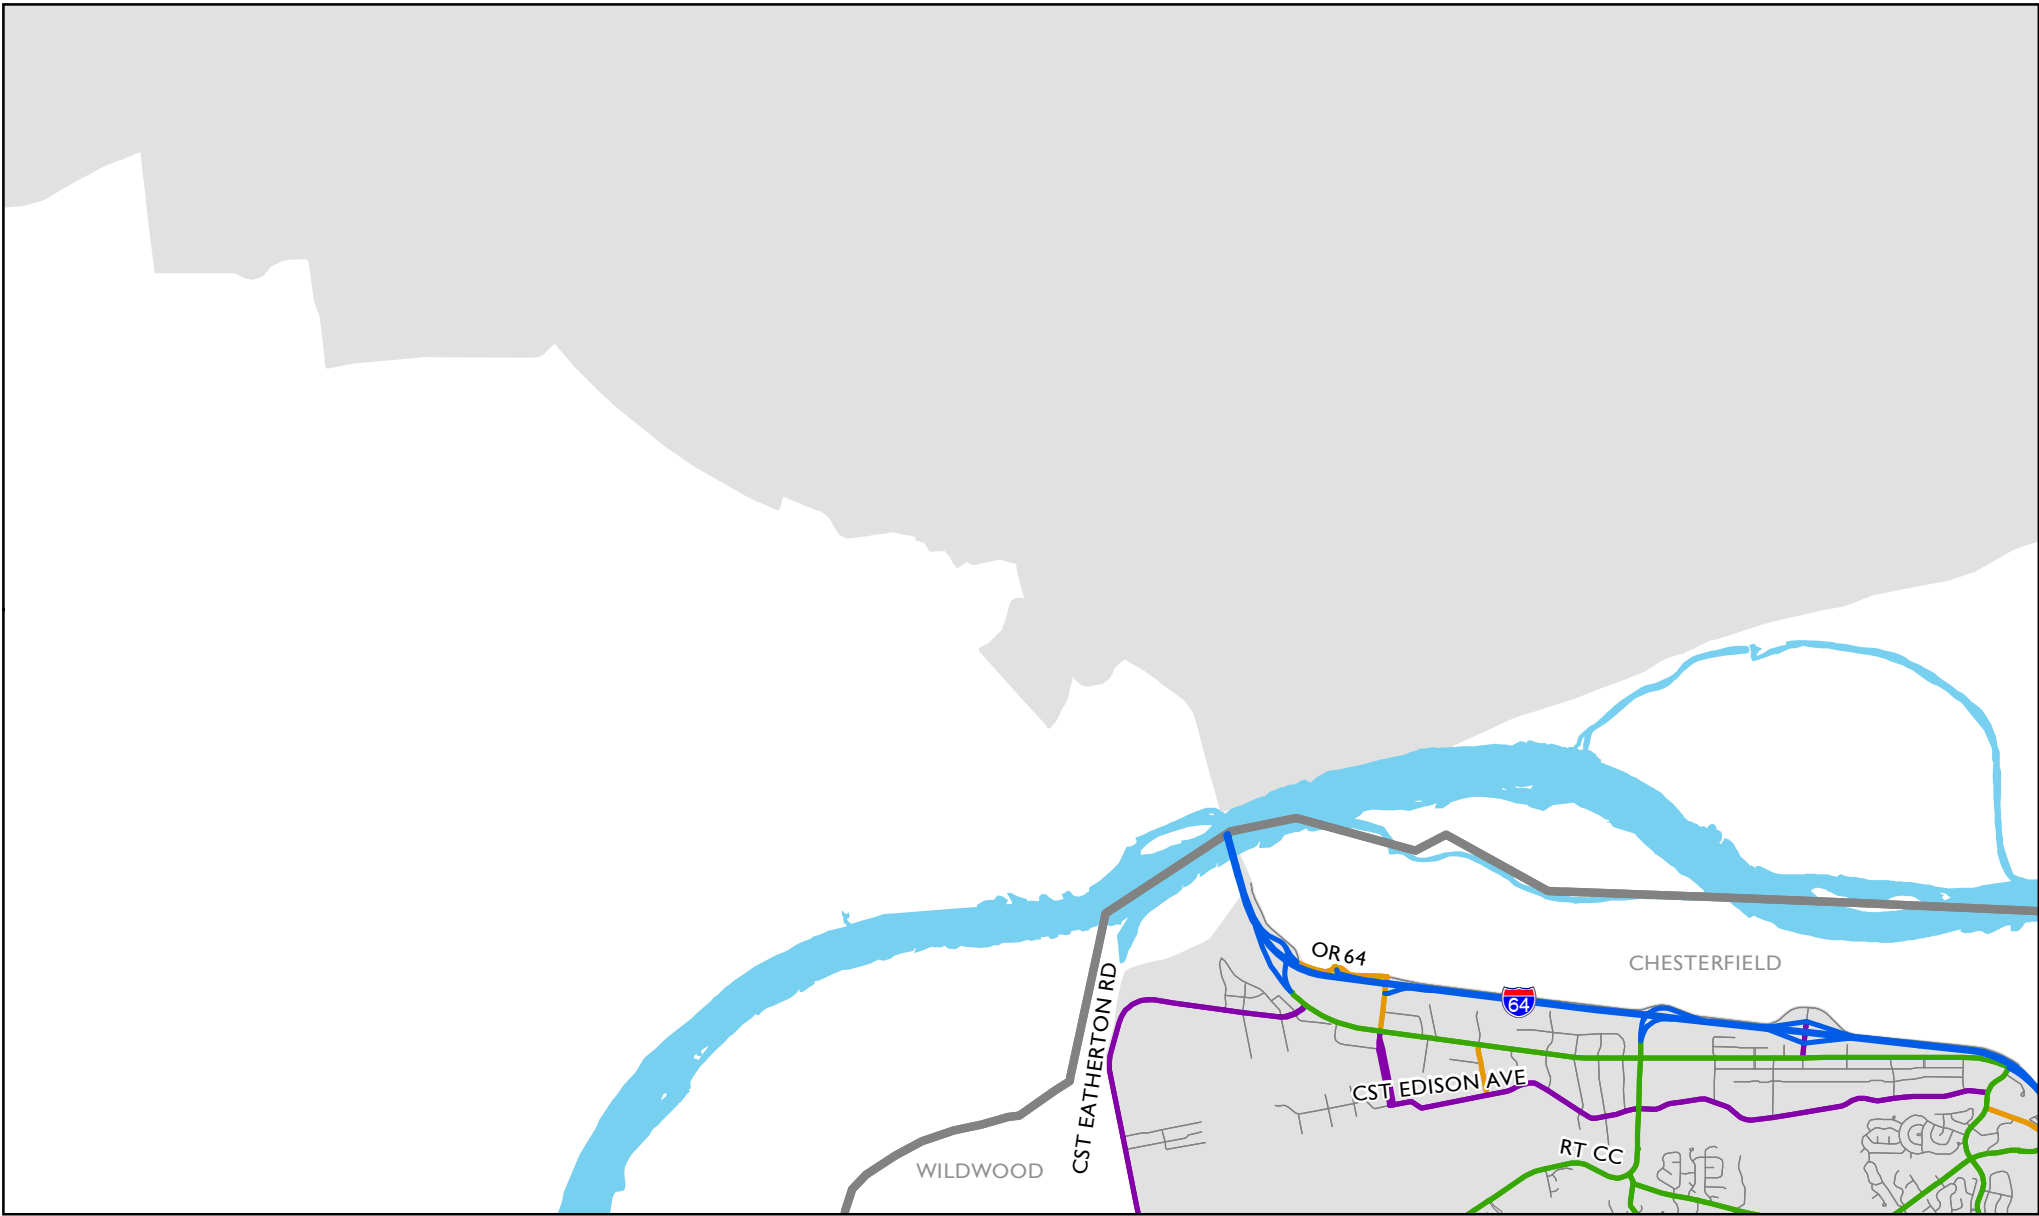 OR 64
CHESTERFIELD
64
CST EATHERTON RD
CST EDISON AVE
RT CC
WILDWOOD